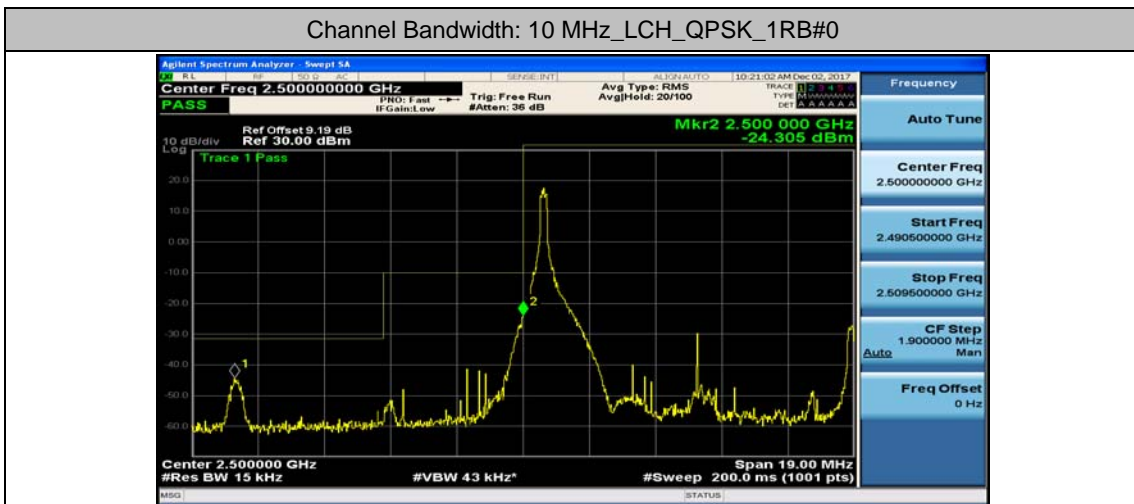 Channel Bandwidth: 10 MHz_LCH_QPSK_1RB#0
Agilent Spectrum Analyzer - Swept SA
RL RF 50 Ω AC SENSE:INT ALIGN AUTO 10:21:02 AM Dec 02, 2017
Center Freq 2.500000000 GHz
PASS
PNO: Fast
IFGain:Low
Trig: Free Run
#Atten: 36 dB
Avg Type: RMS
Avg|Hold: 20/100
TRACE 1 2 3 4 5 6
TYPE M
DET A A A A A A
Ref Offset 9.19 dB
10 dB/div Ref 30.00 dBm
Log
Mkr2 2.500 000 GHz
-24.305 dBm
Trace 1 Pass
20.0
10.0
0.00
-10.0
-20.0
-30.0
-40.0
-50.0
-60.0
1
2
Center 2.500000 GHz
Span 19.00 MHz
#Res BW 15 kHz
#VBW 43 kHz*
#Sweep 200.0 ms (1001 pts)
MSG
STATUS
Frequency
Auto Tune
Center Freq
2.500000000 GHz
Start Freq
2.490500000 GHz
Stop Freq
2.509500000 GHz
CF Step
1.900000 MHz
Auto Man
Freq Offset
0 Hz